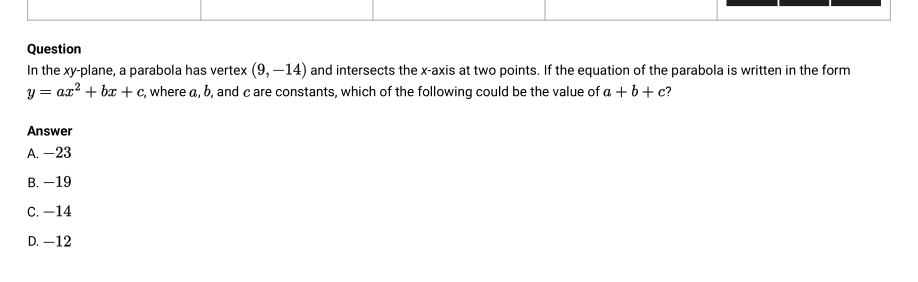 Question
In the xy-plane, a parabola has vertex (9, −14) and intersects the x-axis at two points. If the equation of the parabola is written in the form
y = ax² + bx + c, where a, b, and c are constants, which of the following could be the value of a + b + c?
Answer
A. −23
B. −19
C. −14
D. −12